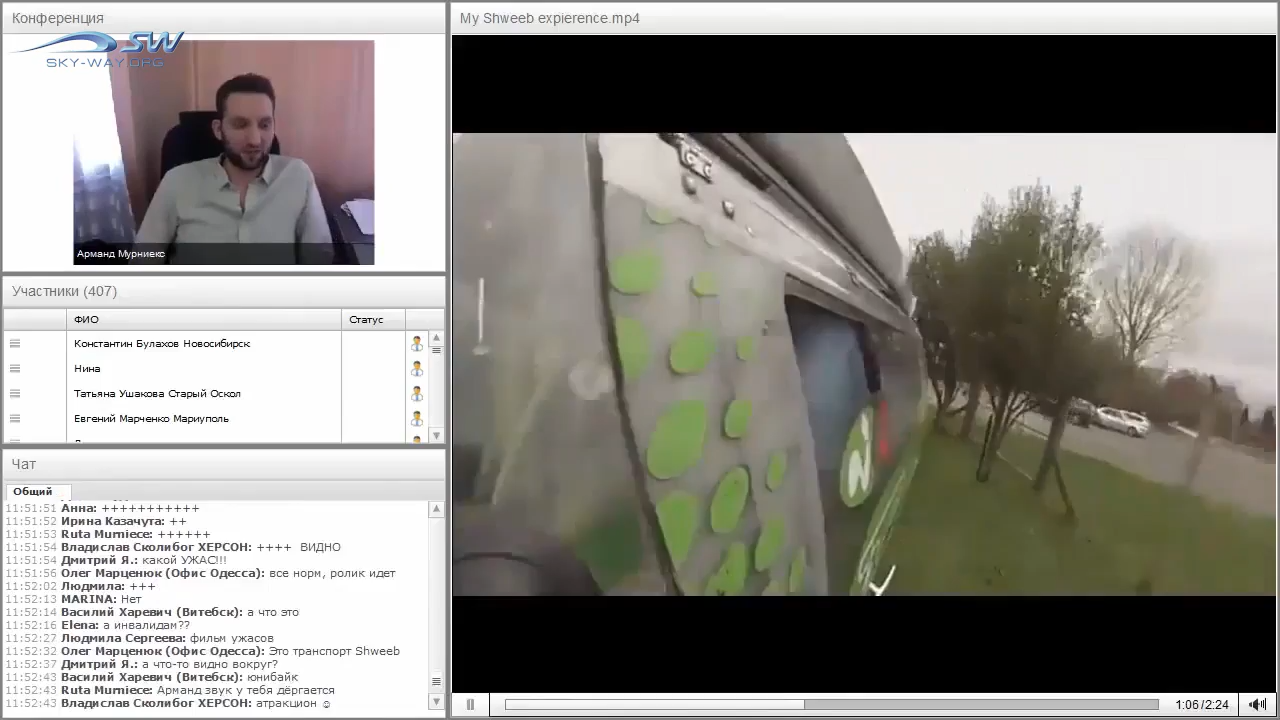 Конференция
SW
SKY-WAY.ORG
Арманд Мурниекс
Участники (407)
ФИО
Статус
Константин Булахов Новосибирск
Нина
Татьяна Ушакова Старый Оскол
Евгений Марченко Мариуполь
Чат
Общий
11:51:51 Анна: +++++++++++
11:51:52 Ирина Казачута: ++
11:51:53 Ruta Murniece: ++++++
11:51:54 Владислав Сколибог ХЕРСОН: ++++ ВИДНО
11:51:54 Дмитрий Я.: какой УЖАС!!!
11:51:56 Олег Марценюк (Офис Одесса): все норм, ролик идет
11:52:02 Людмила: +++
11:52:13 MARINA: Нет
11:52:14 Василий Харевич (Витебск): а что это
11:52:16 Elena: а инвалидам??
11:52:27 Людмила Сергеева: фильм ужасов
11:52:32 Олег Марценюк (Офис Одесса): Это транспорт Shweeb
11:52:37 Дмитрий Я.: а что-то видно вокруг?
11:52:43 Василий Харевич (Витебск): юнибайк
11:52:43 Ruta Murniece: Арманд звук у тебя дёргается
11:52:43 Владислав Сколибог ХЕРСОН: атракцион ☺
My Shweeb expierence.mp4
1:06/2:24